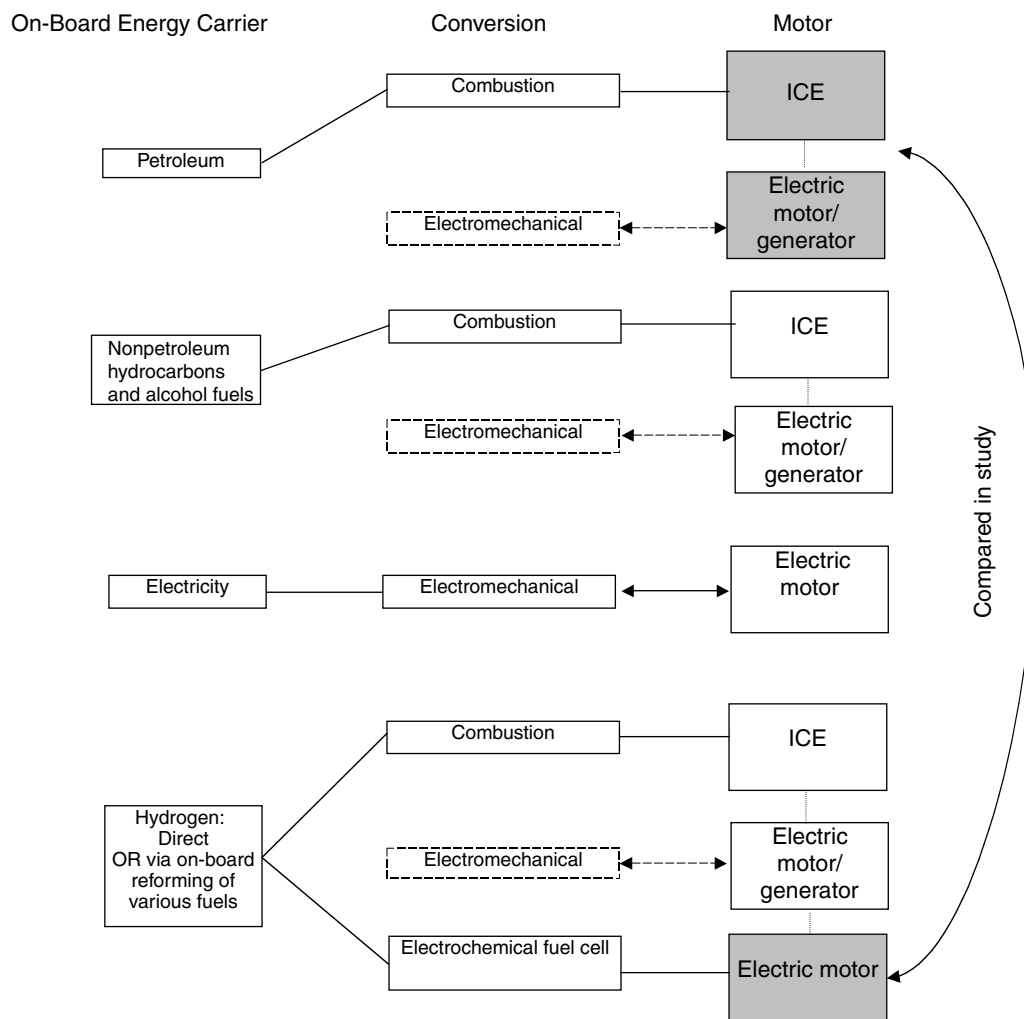 On-Board Energy Carrier
Conversion
Motor
Combustion
ICE
Petroleum
Electromechanical
Electric
motor/
generator
Combustion
ICE
Nonpetroleum
hydrocarbons
and alcohol fuels
Electromechanical
Electric
motor/
generator
Electricity
Electromechanical
Electric
motor
Compared in study
Combustion
ICE
Hydrogen:
Direct
OR via on-board
reforming of
various fuels
Electromechanical
Electric
motor/
generator
Electrochemical fuel cell
Electric motor